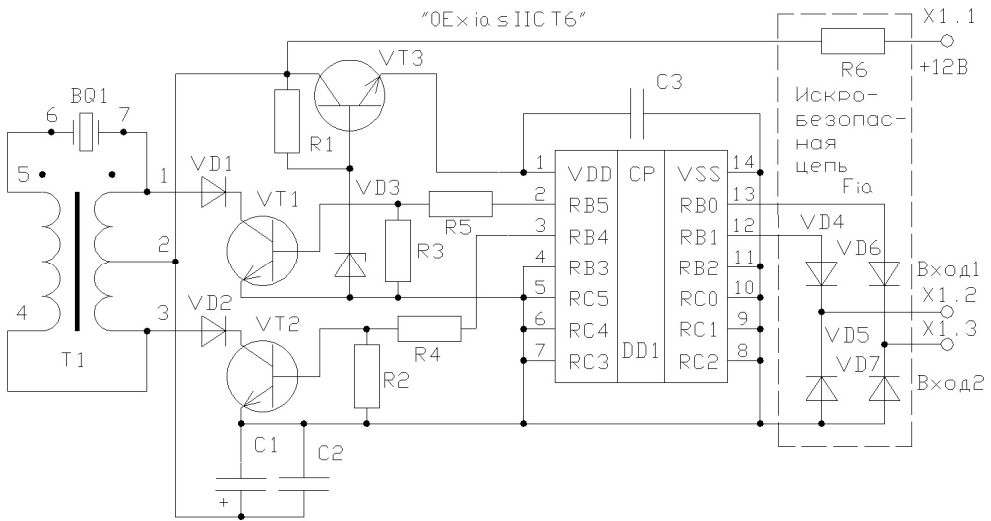 "0Ex ia s IIC T6"
X1.1
+12В
R6
VT3
C3
BQ1
6
7
R1
Искро-
безопас-
ная
цепь
Fia
5
1
VD1
VT1
VD3
R5
R3
2
1
VDD
CP
VSS
14
2
RB5
RB0
13
3
RB4
RB1
12
4
RB3
RB2
11
5
RC5
RC0
10
6
RC4
RC1
9
7
RC3
DD1
RC2
8
VD4
VD6
Вход1
X1.2
X1.3
VD5
VD7
Вход2
4
3
T1
VD2
VT2
R4
R2
C1
C2
+